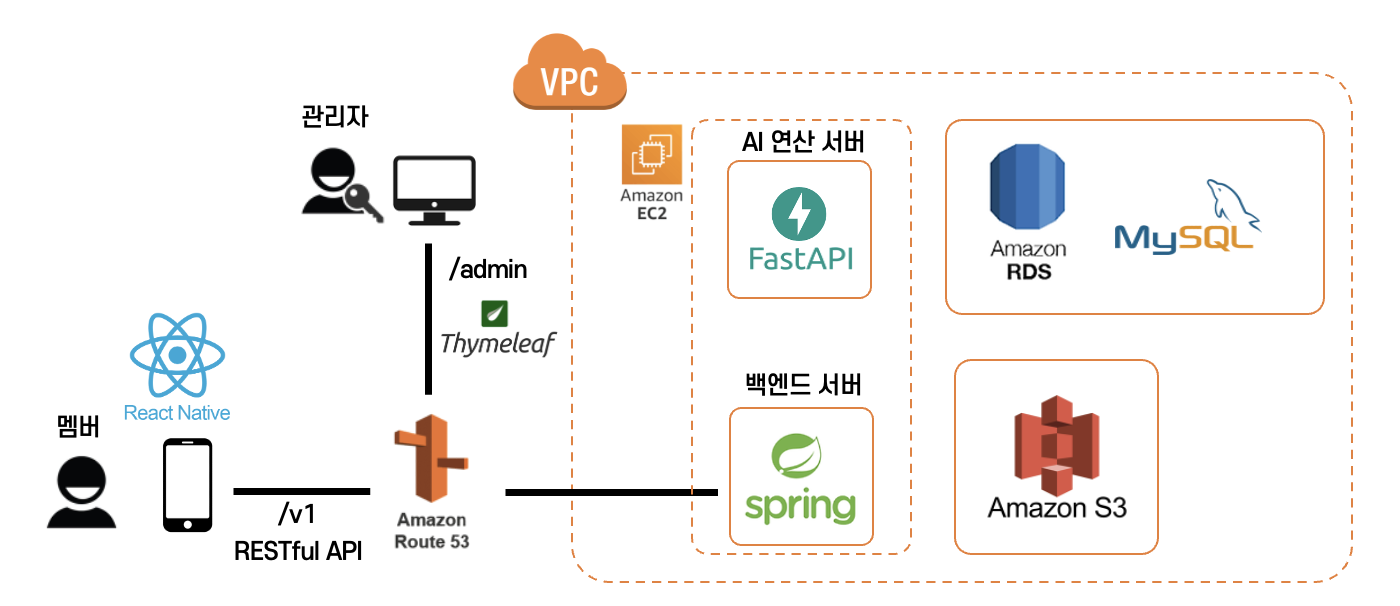 VPC
관리자
/admin
Thymeleaf
React Native
멤버
/v1
RESTful API
Amazon
Route 53
Amazon
EC2
AI 연산 서버
FastAPI
백엔드 서버
spring
Amazon
RDS
MySQL
Amazon S3